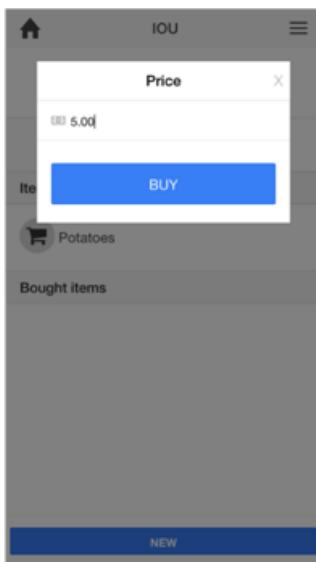 IOU
Price X
5.00
BUY
Ite
Potatoes
Bought items
NEW